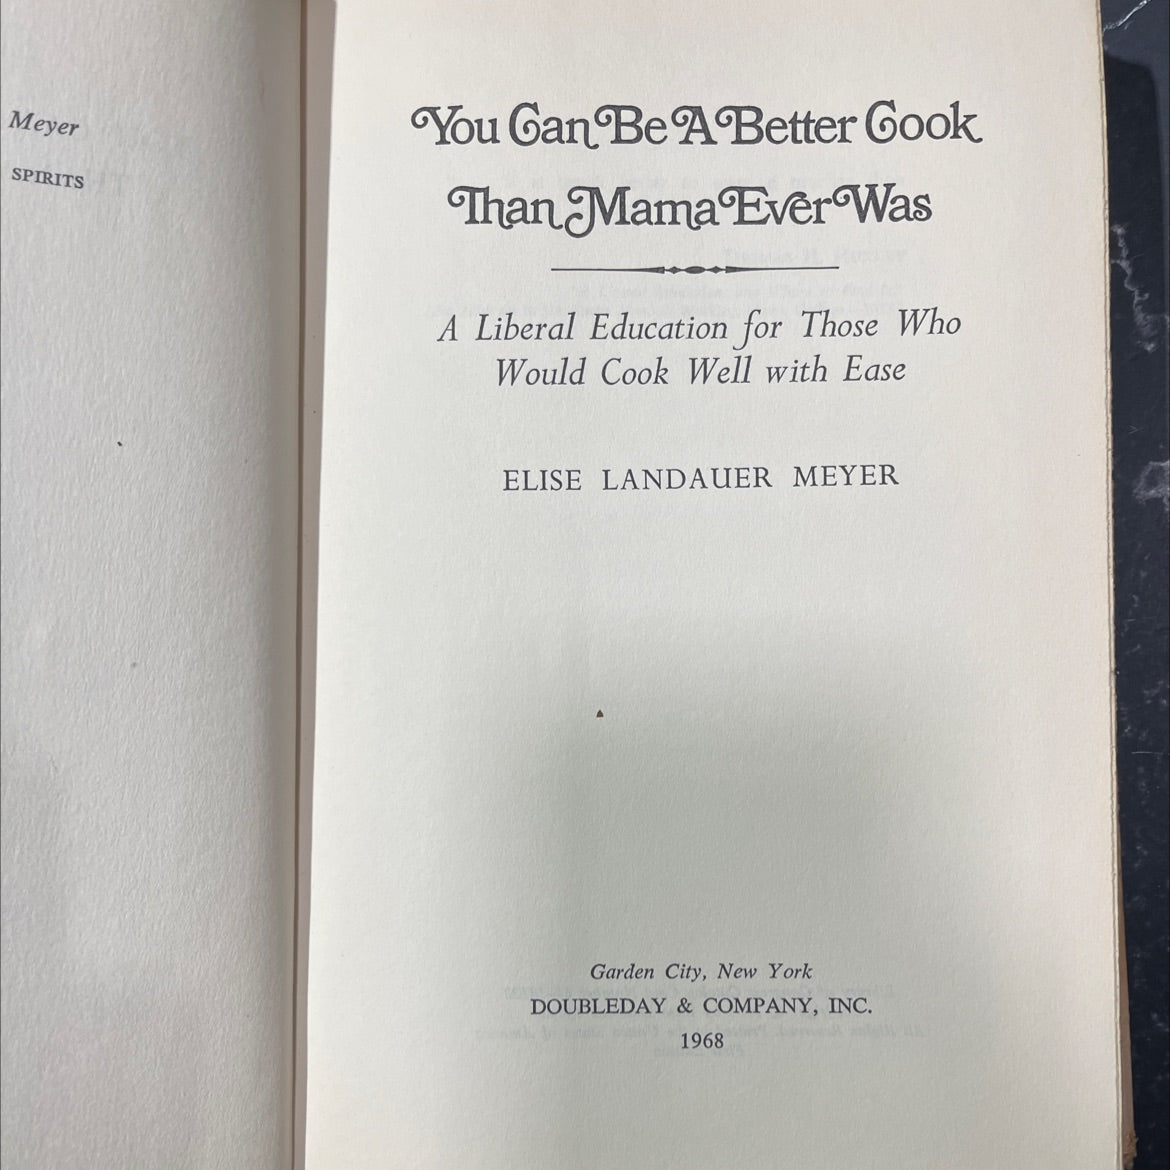 Meyer
SPIRITS
You Can Be A Better Cook
Than Mama Ever Was
A Liberal Education for Those Who
Would Cook Well with Ease
ELISE LANDAUER MEYER
Garden City, New York
DOUBLEDAY & COMPANY, INC.
1968